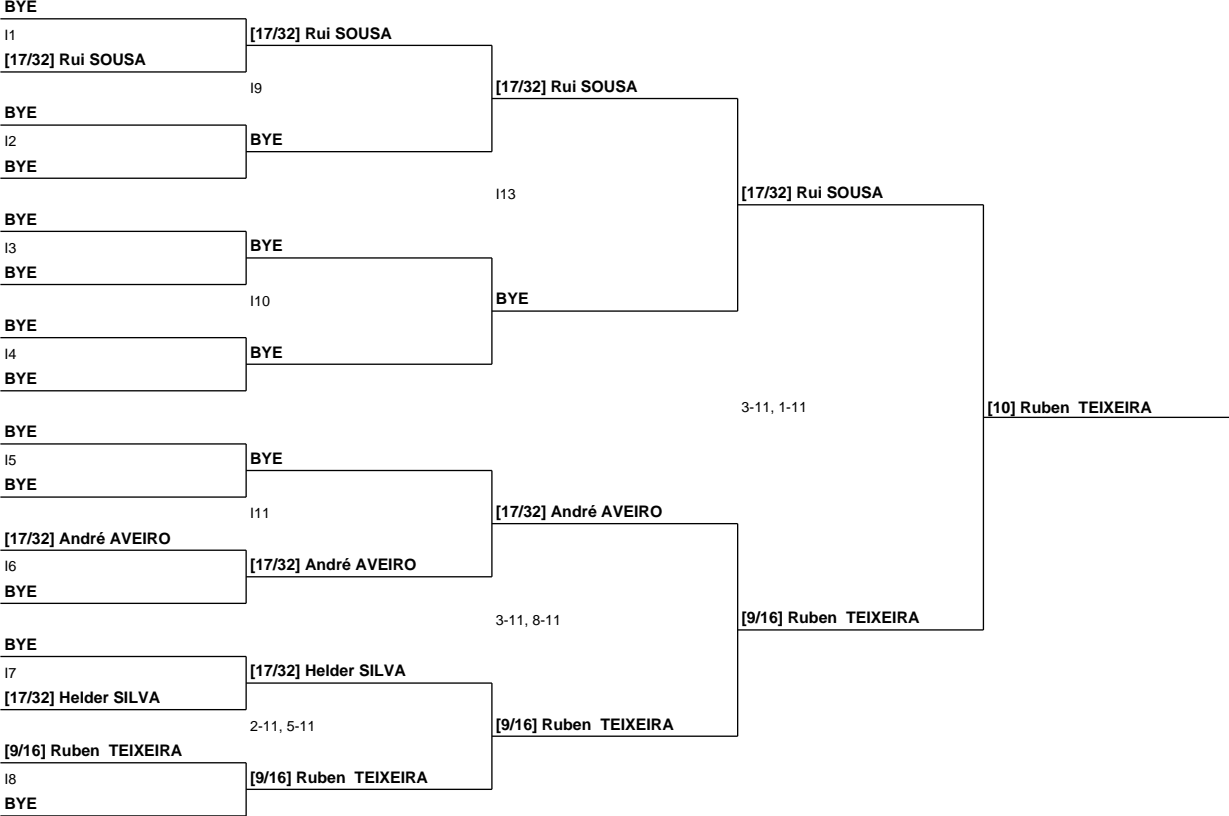 BYE
I1
[17/32] Rui SOUSA
BYE
I2
BYE
BYE
I3
BYE
BYE
I4
BYE
BYE
I5
BYE
[17/32] André AVEIRO
I6
BYE
BYE
I7
[17/32] Helder SILVA
[9/16] Ruben  TEIXEIRA
I8
BYE
[17/32] Rui SOUSA
I9
BYE
BYE
I10
BYE
BYE
I11
[17/32] André AVEIRO
[17/32] Helder SILVA
2-11, 5-11
[9/16] Ruben  TEIXEIRA
[17/32] Rui SOUSA
I13
BYE
[17/32] André AVEIRO
3-11, 8-11
[9/16] Ruben  TEIXEIRA
[17/32] Rui SOUSA
3-11, 1-11
[9/16] Ruben  TEIXEIRA
[10] Ruben  TEIXEIRA